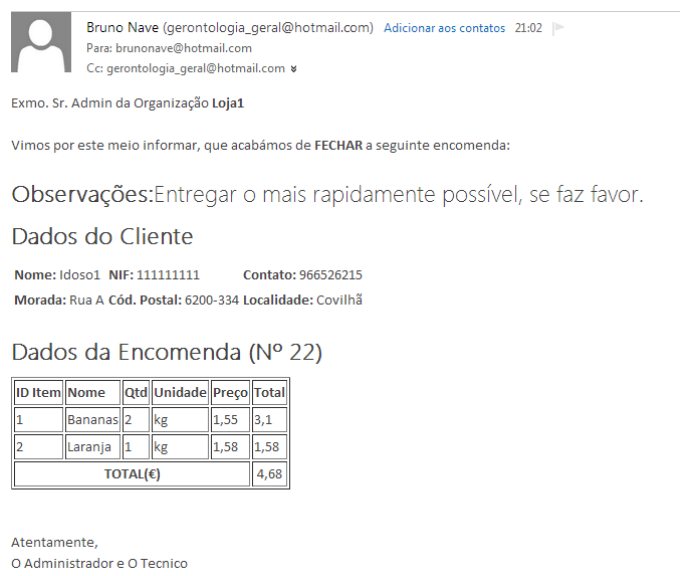 Bruno Nave (gerontologia_geral@hotmail.com) Adicionar aos contatos 21:02
Para: brunonave@hotmail.com
Cc: gerontologia_geral@hotmail.com
Exmo. Sr. Admin da Organização Loja1
Vimos por este meio informar, que acabámos de FECHAR a seguinte encomenda:
Observações:Entregar o mais rapidamente possível, se faz favor.
Dados do Cliente
Nome: Idoso1 NIF: 111111111 Contato: 966526215
Morada: Rua A Cód. Postal: 6200-334 Localidade: Covilhã
Dados da Encomenda (Nº 22)
ID Item Nome Qtd Unidade Preço Total
1 Bananas 2 kg 1,55 3,1
2 Laranja 1 kg 1,58 1,58
TOTAL(€) 4,68
Atentamente,
O Administrador e O Tecnico